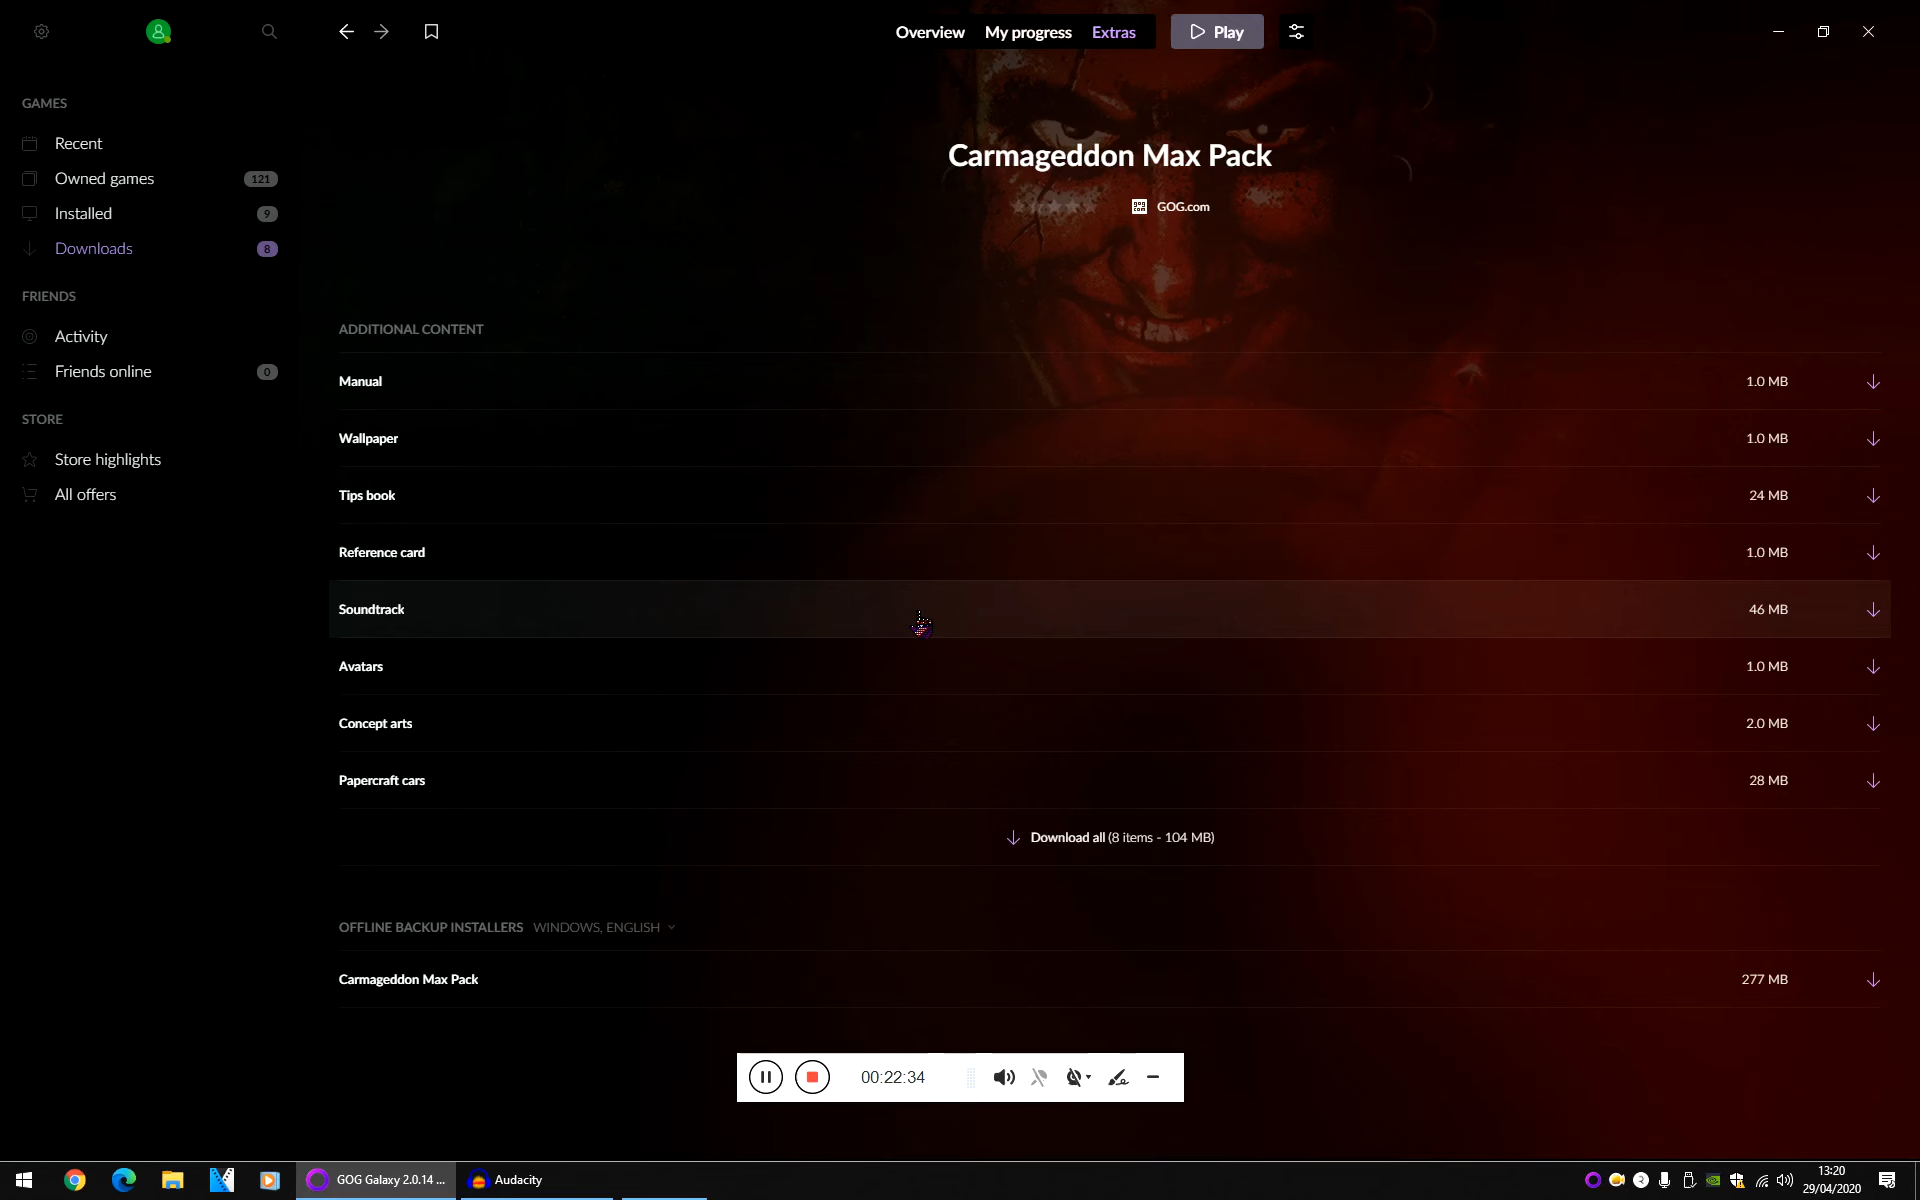 Overview My progress Extras Play
GAMES
Recent
Owned games 121
Installed 9
Downloads 8
FRIENDS
Activity
Friends online 0
STORE
Store highlights
All offers
Carmageddon Max Pack
GOG.com
ADDITIONAL CONTENT
Manual 1.0 MB
Wallpaper 1.0 MB
Tips book 24 MB
Reference card 1.0 MB
Soundtrack 46 MB
Avatars 1.0 MB
Concept arts 2.0 MB
Papercraft cars 28 MB
Download all (8 items - 104 MB)
OFFLINE BACKUP INSTALLERS WINDOWS, ENGLISH
Carmageddon Max Pack 277 MB
00:22:34
GOG Galaxy 2.0.14 ... Audacity
13:20
29/04/2020